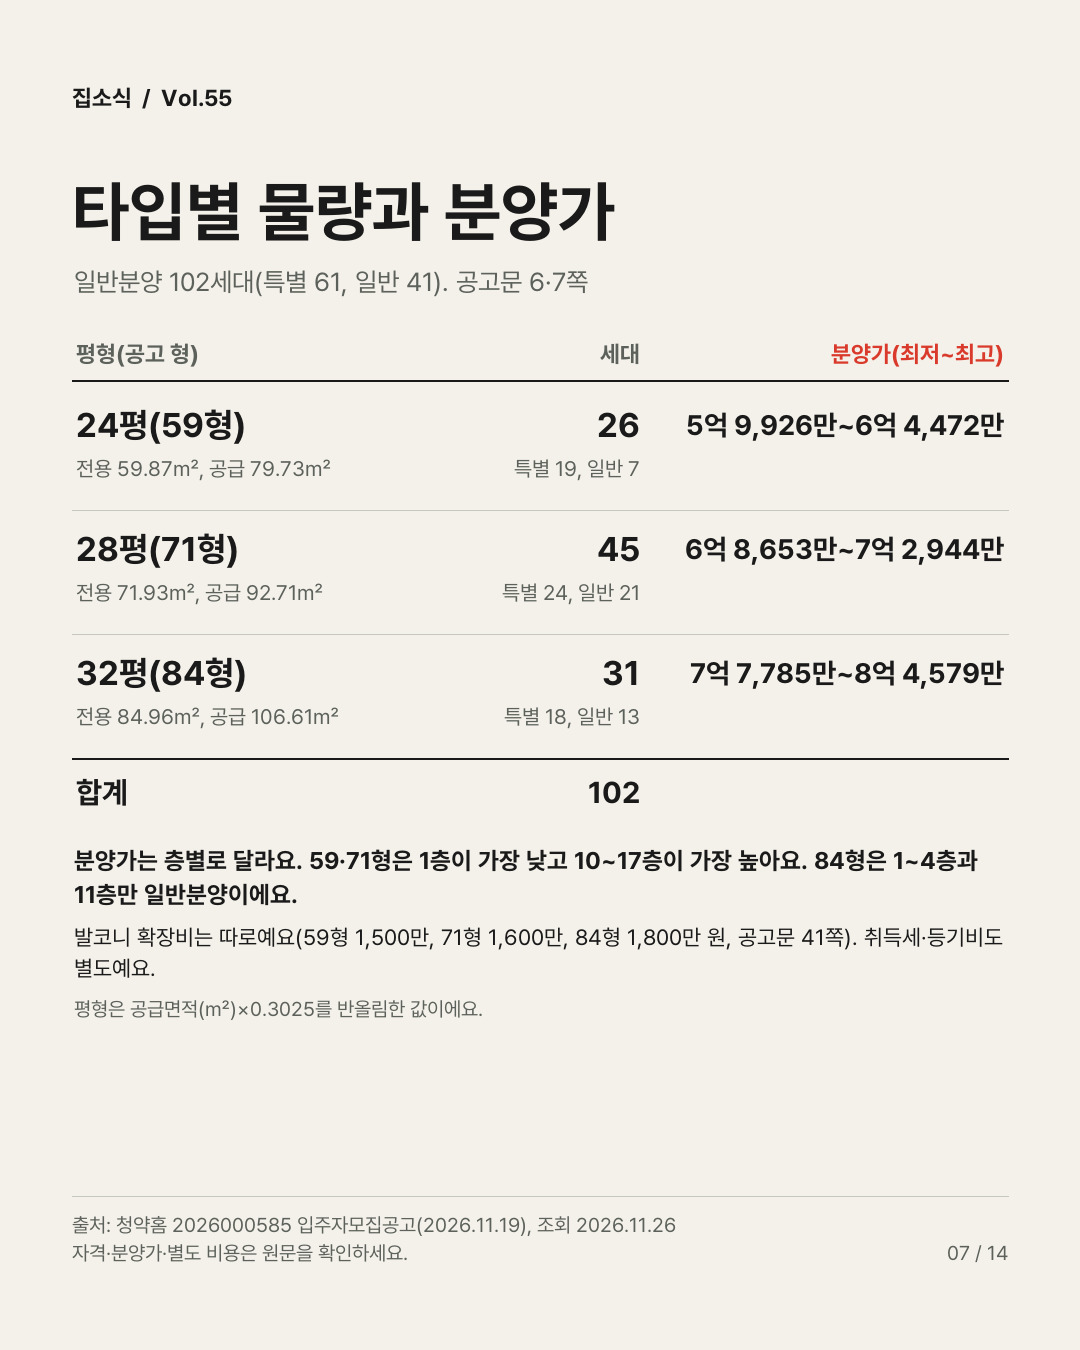 집소식 / Vol.55
타입별 물량과 분양가
일반분양 102세대(특별 61, 일반 41). 공고문 6·7쪽
평형(공고 형) 세대 분양가(최저~최고)
24평(59형) 26 5억 9,926만~6억 4,472만
전용 59.87m², 공급 79.73m² 특별 19, 일반 7
28평(71형) 45 6억 8,653만~7억 2,944만
전용 71.93m², 공급 92.71m² 특별 24, 일반 21
32평(84형) 31 7억 7,785만~8억 4,579만
전용 84.96m², 공급 106.61m² 특별 18, 일반 13
합계 102
분양가는 층별로 달라요. 59·71형은 1층이 가장 낮고 10~17층이 가장 높아요. 84형은 1~4층과
11층만 일반분양이에요.
발코니 확장비는 따로예요(59형 1,500만, 71형 1,600만, 84형 1,800만 원, 공고문 41쪽). 취득세·등기비도
별도예요.
평형은 공급면적(m²)×0.3025를 반올림한 값이에요.
출처: 청약홈 2026000585 입주자모집공고(2026.11.19), 조회 2026.11.26
자격·분양가·별도 비용은 원문을 확인하세요. 07 / 14